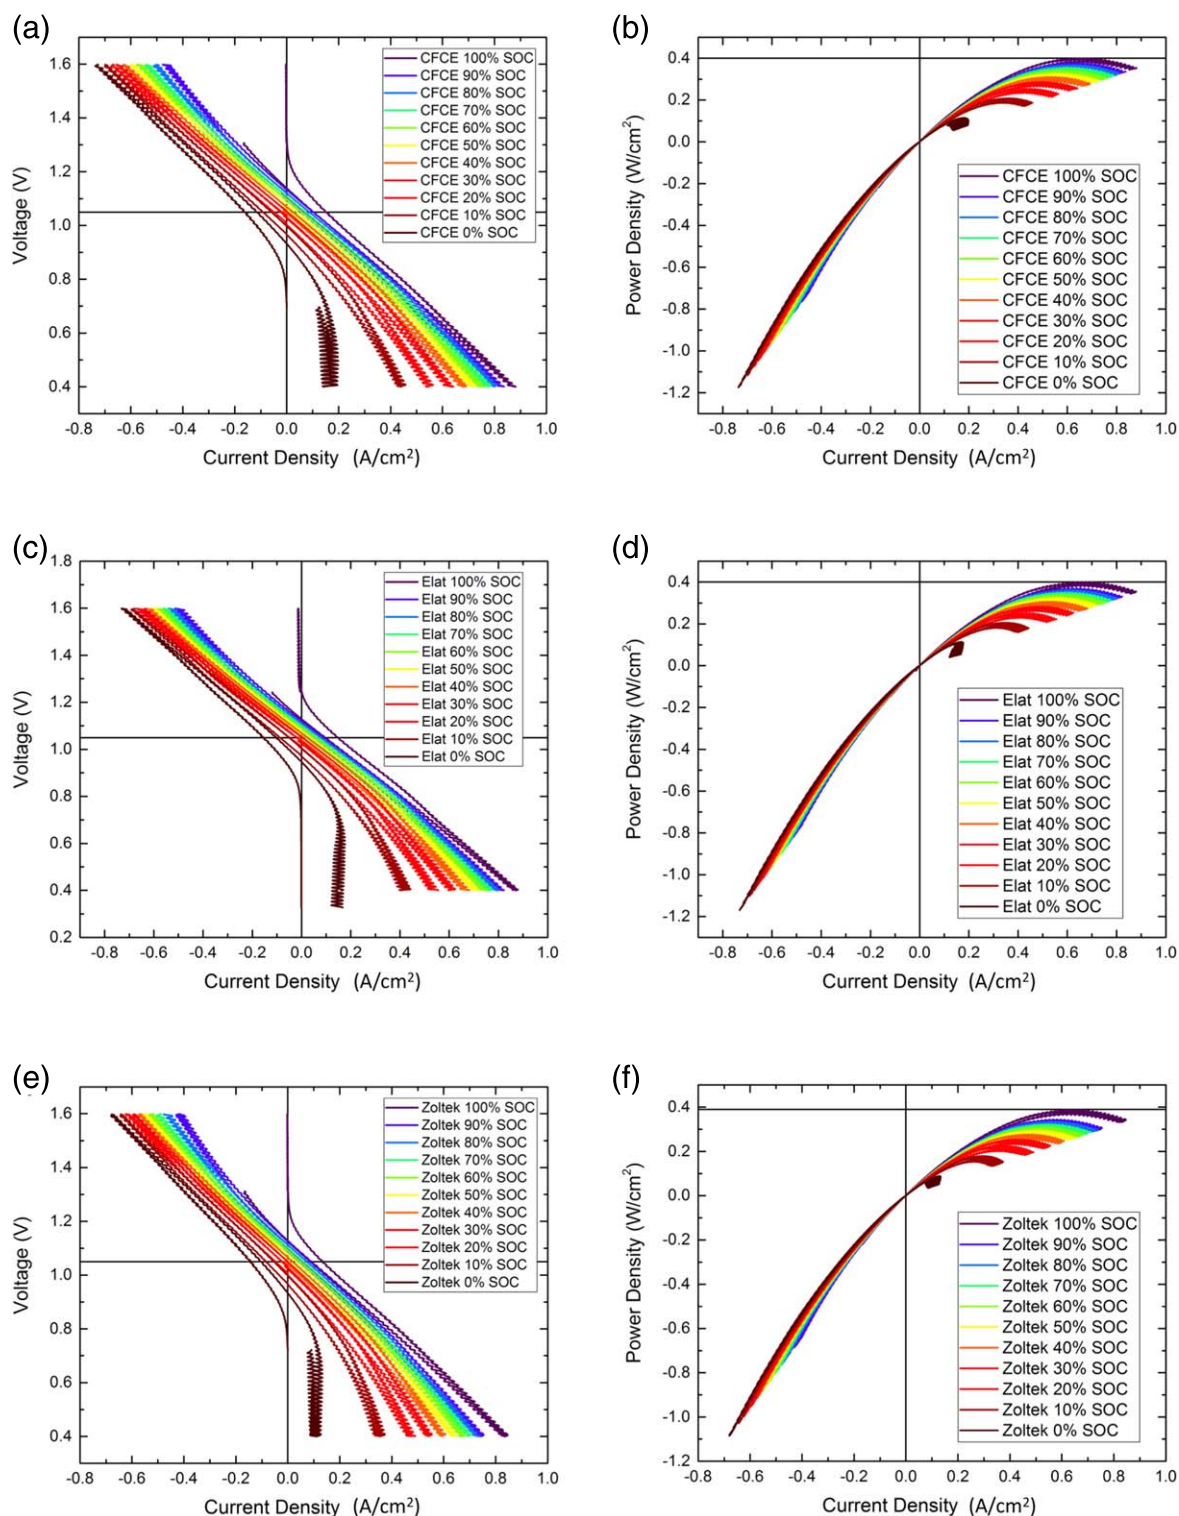 (a)
1.6
1.4
1.2
1.0
0.8
0.6
0.4
Voltage (V)
CFCE 100% SOC
CFCE 90% SOC
CFCE 80% SOC
CFCE 70% SOC
CFCE 60% SOC
CFCE 50% SOC
CFCE 40% SOC
CFCE 30% SOC
CFCE 20% SOC
CFCE 10% SOC
CFCE 0% SOC
-0.8 -0.6 -0.4 -0.2 0.0 0.2 0.4 0.6 0.8 1.0
Current Density (A/cm²)
(b)
0.4
0.2
0.0
-0.2
-0.4
-0.6
-0.8
-1.0
-1.2
Power Density (W/cm²)
CFCE 100% SOC
CFCE 90% SOC
CFCE 80% SOC
CFCE 70% SOC
CFCE 60% SOC
CFCE 50% SOC
CFCE 40% SOC
CFCE 30% SOC
CFCE 20% SOC
CFCE 10% SOC
CFCE 0% SOC
-0.8 -0.6 -0.4 -0.2 0.0 0.2 0.4 0.6 0.8 1.0
Current Density (A/cm²)
(c)
1.8
1.6
1.4
1.2
1.0
0.8
0.6
0.4
0.2
Voltage (V)
Elat 100% SOC
Elat 90% SOC
Elat 80% SOC
Elat 70% SOC
Elat 60% SOC
Elat 50% SOC
Elat 40% SOC
Elat 30% SOC
Elat 20% SOC
Elat 10% SOC
Elat 0% SOC
-0.8 -0.6 -0.4 -0.2 0.0 0.2 0.4 0.6 0.8 1.0
Current Density (A/cm²)
(d)
0.4
0.2
0.0
-0.2
-0.4
-0.6
-0.8
-1.0
-1.2
Power Density (W/cm²)
Elat 100% SOC
Elat 90% SOC
Elat 80% SOC
Elat 70% SOC
Elat 60% SOC
Elat 50% SOC
Elat 40% SOC
Elat 30% SOC
Elat 20% SOC
Elat 10% SOC
Elat 0% SOC
-0.8 -0.6 -0.4 -0.2 0.0 0.2 0.4 0.6 0.8 1.0
Current Density (A/cm²)
(e)
1.6
1.4
1.2
1.0
0.8
0.6
0.4
Voltage (V)
Zoltek 100% SOC
Zoltek 90% SOC
Zoltek 80% SOC
Zoltek 70% SOC
Zoltek 60% SOC
Zoltek 50% SOC
Zoltek 40% SOC
Zoltek 30% SOC
Zoltek 20% SOC
Zoltek 10% SOC
Zoltek 0% SOC
-0.8 -0.6 -0.4 -0.2 0.0 0.2 0.4 0.6 0.8 1.0
Current Density (A/cm²)
(f)
0.4
0.2
0.0
-0.2
-0.4
-0.6
-0.8
-1.0
-1.2
Power Density (W/cm²)
Zoltek 100% SOC
Zoltek 90% SOC
Zoltek 80% SOC
Zoltek 70% SOC
Zoltek 60% SOC
Zoltek 50% SOC
Zoltek 40% SOC
Zoltek 30% SOC
Zoltek 20% SOC
Zoltek 10% SOC
Zoltek 0% SOC
-0.8 -0.6 -0.4 -0.2 0.0 0.2 0.4 0.6 0.8 1.0
Current Density (A/cm²)